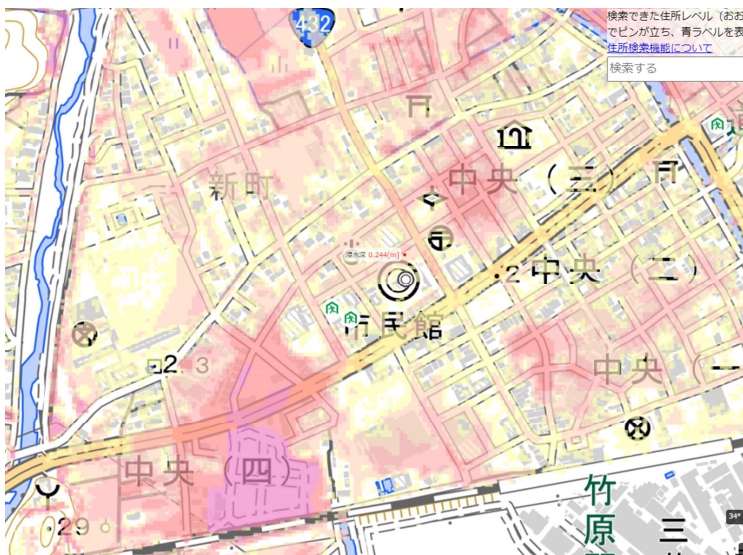 432
検索できた住所レベル（おお
でピンが立ち、青ラベルを表
住所検索機能について
検索する
新町
中央（三）
浸水深 0.244[m]
・2
中央（二）
市民館
2.3
中央（一
中央（四）
29
竹原
三
34°